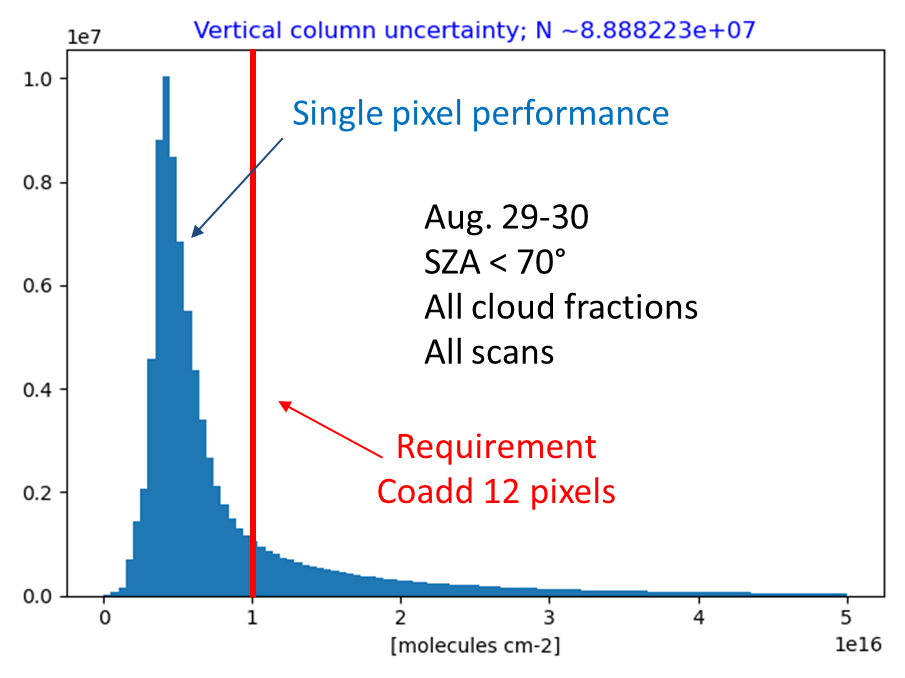 Vertical column uncertainty; N ~8.888223e+07
1e7
1.0
0.8
0.6
0.4
0.2
0.0
Single pixel performance
Aug. 29-30
SZA < 70°
All cloud fractions
All scans
Requirement
Coadd 12 pixels
0 1 2 3 4 5
[molecules cm-2]
1e16